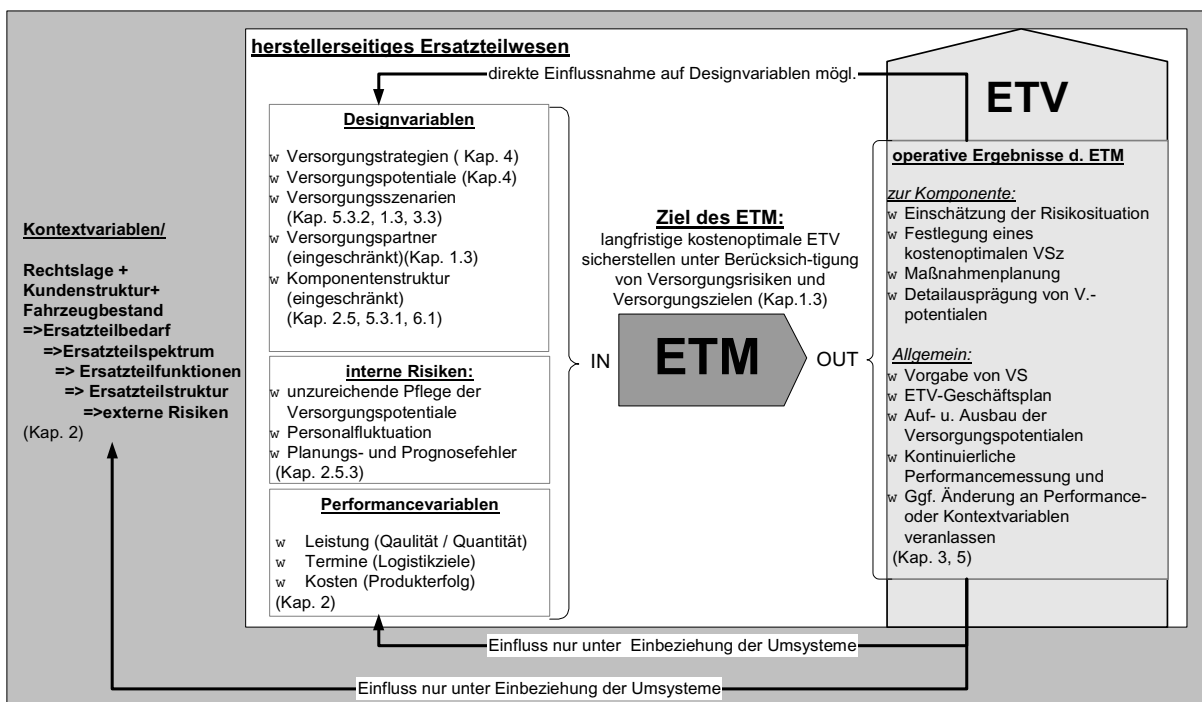 herstellerseitiges Ersatzteilwesen
direkte Einflussnahme auf Designvariablen mögl.
ETV
Kontextvariablen/
Rechtslage +
Kundenstruktur+
Fahrzeugbestand
=>Ersatzteilbedarf
=>Ersatzteilspektrum
=> Ersatzteilfunktionen
=> Ersatzteilstruktur
=>externe Risiken
(Kap. 2)
Designvariablen
w Versorgungstrategien ( Kap. 4)
w Versorgungspotentiale (Kap.4)
w Versorgungsszenarien
(Kap. 5.3.2, 1.3, 3.3)
w Versorgungspartner
(eingeschränkt)(Kap. 1.3)
w Komponentenstruktur
(eingeschränkt)
(Kap. 2.5, 5.3.1, 6.1)
interne Risiken:
w unzureichende Pflege der
Versorgungspotentiale
w Personalfluktuation
w Planungs- und Prognosefehler
(Kap. 2.5.3)
Performancevariablen
w Leistung (Qaulität / Quantität)
w Termine (Logistikziele)
w Kosten (Produkterfolg)
(Kap. 2)
Ziel des ETM:
langfristige kostenoptimale ETV
sicherstellen unter Berücksich-tigung
von Versorgungsrisiken und
Versorgungszielen (Kap.1.3)
IN
ETM
OUT
operative Ergebnisse d. ETM
zur Komponente:
w Einschätzung der Risikosituation
w Festlegung eines
kostenoptimalen VSz
w Maßnahmenplanung
w Detailausprägung von V.-
potentialen
Allgemein:
w Vorgabe von VS
w ETV-Geschäftsplan
w Auf- u. Ausbau der
Versorgungspotentialen
w Kontinuierliche
Performancemessung und
w Ggf. Änderung an Performance-
oder Kontextvariablen
veranlassen
(Kap. 3, 5)
Einfluss nur unter Einbeziehung der Umsysteme
Einfluss nur unter Einbeziehung der Umsysteme